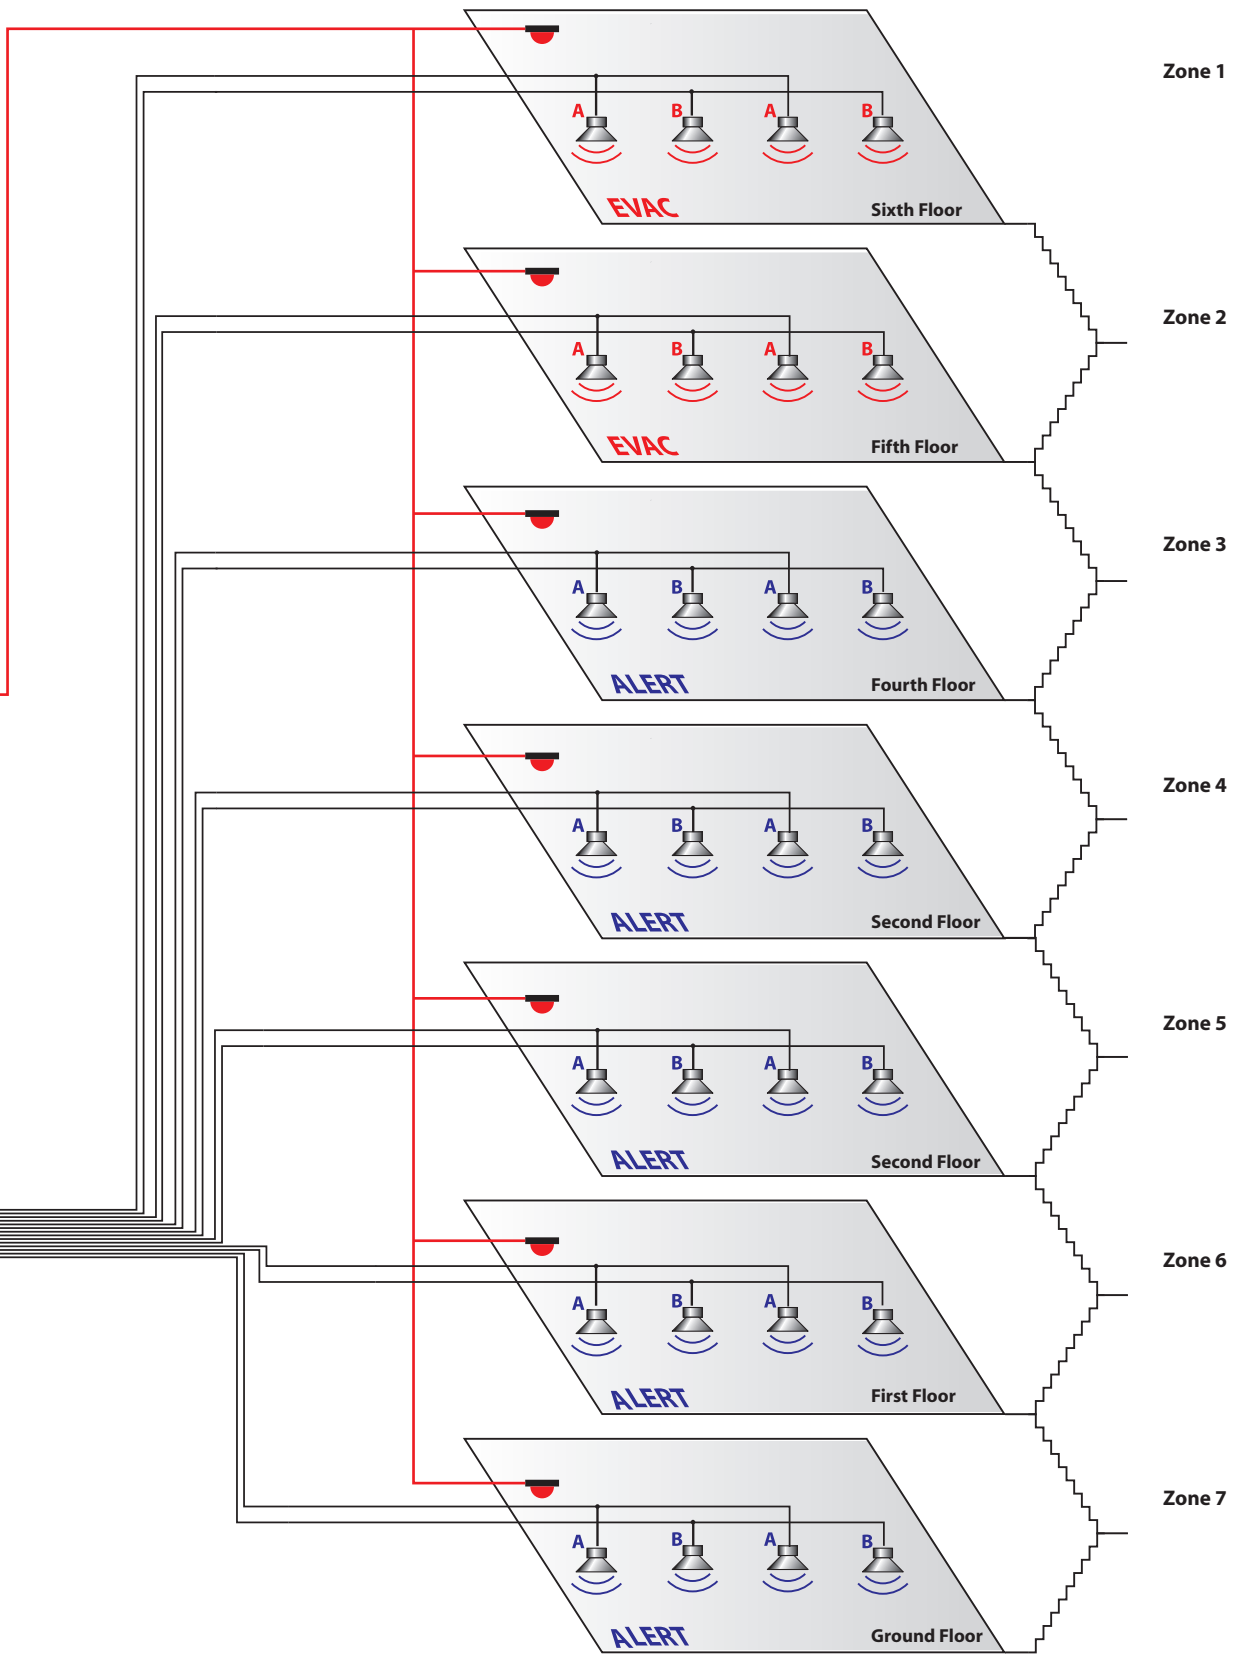 Zone 1
A B A B
EVAC Sixth Floor
Zone 2
A B A B
EVAC Fifth Floor
Zone 3
A B A B
ALERT Fourth Floor
Zone 4
A B A B
ALERT Second Floor
Zone 5
A B A B
ALERT Second Floor
Zone 6
A B A B
ALERT First Floor
Zone 7
A B A B
ALERT Ground Floor